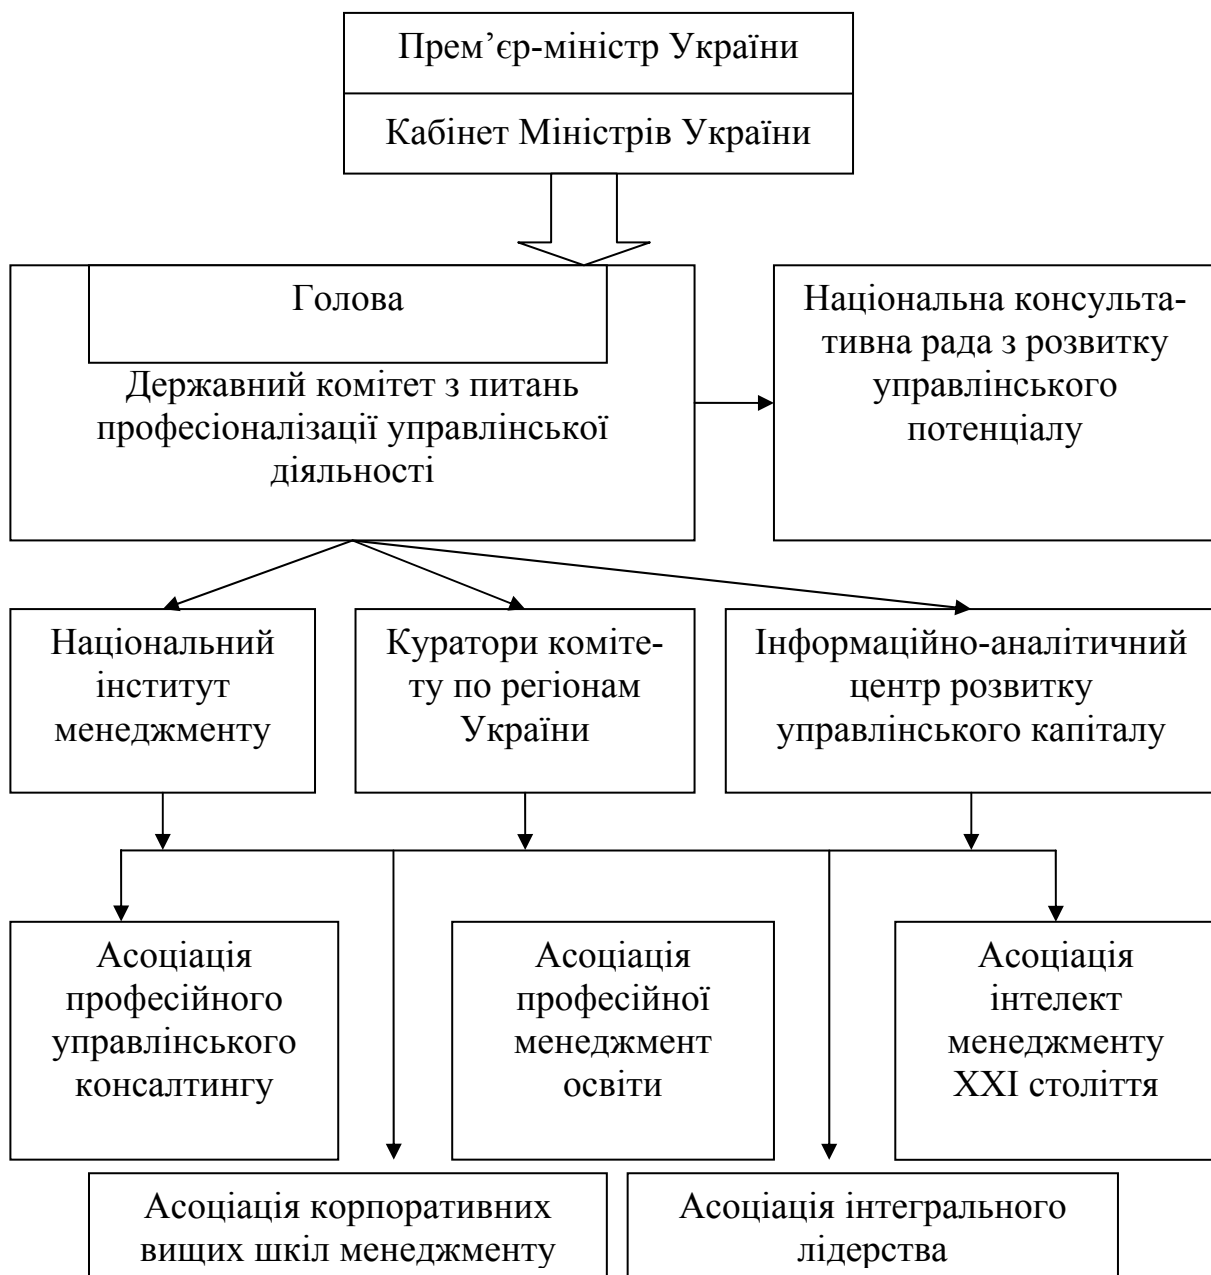 Прем’єр-міністр України
Кабінет Міністрів України
Голова
Державний комітет з питань
професіоналізації управлінської
діяльності
Національна консульта-
тивна рада з розвитку
управлінського
потенціалу
Національний
інститут
менеджменту
Куратори коміте-
ту по регіонам
України
Інформаційно-аналітичний
центр розвитку
управлінського капіталу
Асоціація
професійного
управлінського
консалтингу
Асоціація
професійної
менеджмент
освіти
Асоціація
інтелект
менеджменту
ХХІ століття
Асоціація корпоративних
вищих шкіл менеджменту
Асоціація інтегрального
лідерства